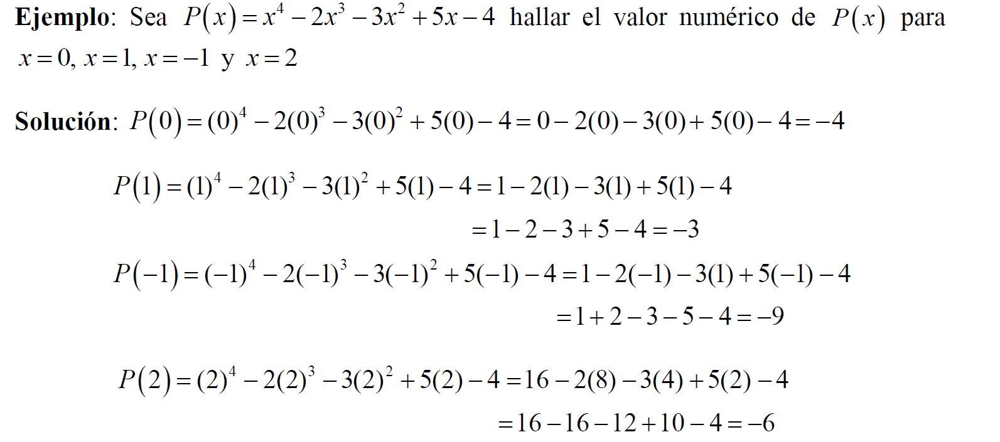 Ejemplo: Sea P(x) = x⁴ − 2x³ − 3x² + 5x − 4 hallar el valor numérico de P(x) para
x = 0, x = 1, x = −1 y x = 2
Solución: P(0) = (0)⁴ − 2(0)³ − 3(0)² + 5(0) − 4 = 0 − 2(0) − 3(0) + 5(0) − 4 = −4
P(1) = (1)⁴ − 2(1)³ − 3(1)² + 5(1) − 4 = 1 − 2(1) − 3(1) + 5(1) − 4
= 1 − 2 − 3 + 5 − 4 = −3
P(−1) = (−1)⁴ − 2(−1)³ − 3(−1)² + 5(−1) − 4 = 1 − 2(−1) − 3(1) + 5(−1) − 4
= 1 + 2 − 3 − 5 − 4 = −9
P(2) = (2)⁴ − 2(2)³ − 3(2)² + 5(2) − 4 = 16 − 2(8) − 3(4) + 5(2) − 4
= 16 − 16 − 12 + 10 − 4 = −6